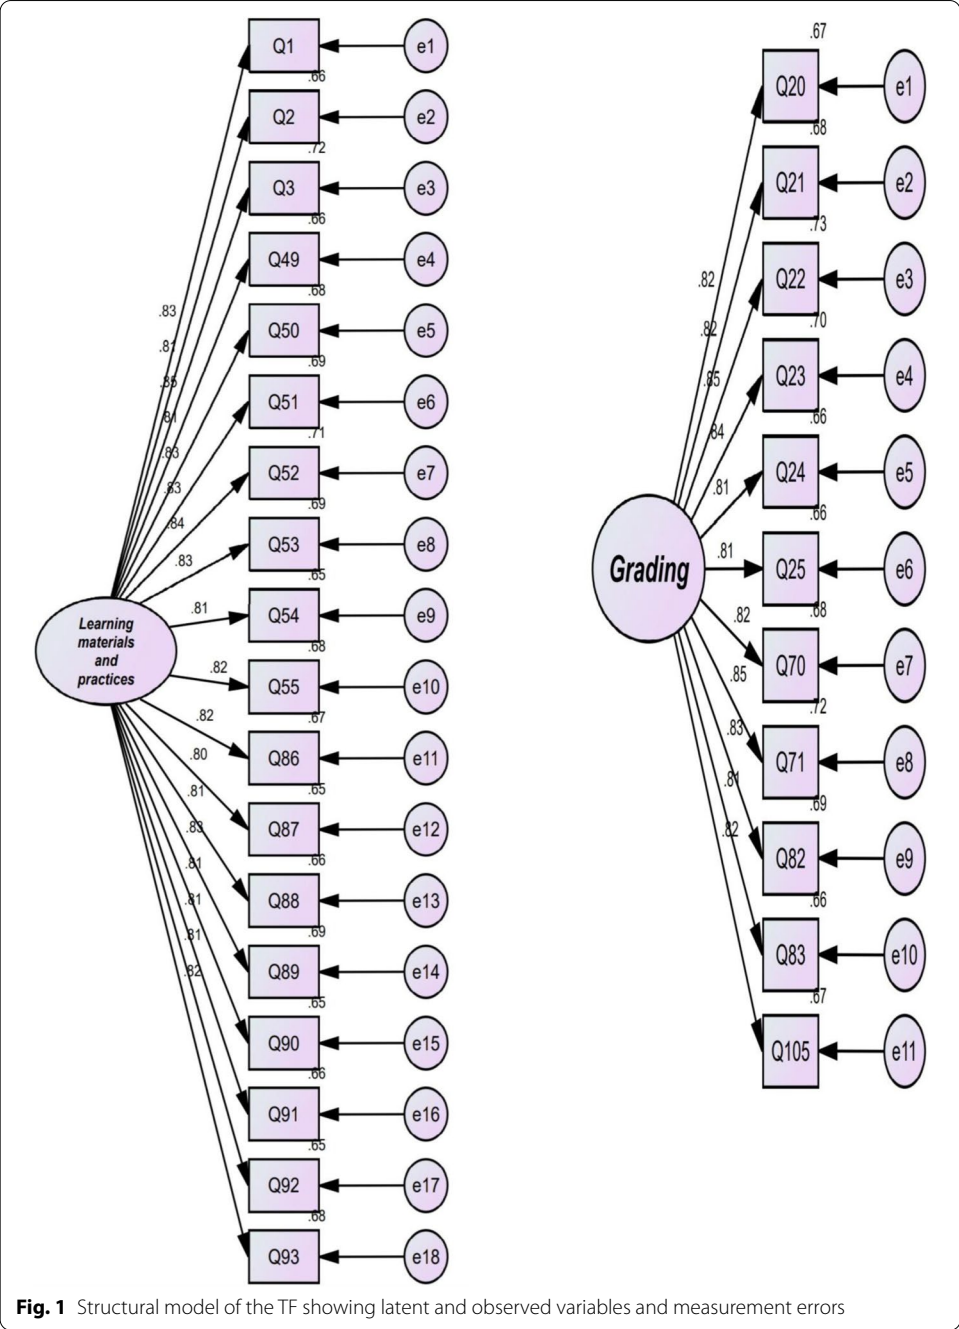 Q1
e1
.66
Q2
e2
.72
Q3
e3
.66
Q49
e4
.68
Q50
e5
.69
Q51
e6
.71
Q52
e7
.69
Q53
e8
.65
Q54
e9
.68
Q55
e10
.67
Q86
e11
.65
Q87
e12
.66
Q88
e13
.69
Q89
e14
.65
Q90
e15
.66
Q91
e16
.65
Q92
e17
.68
Q93
e18
.83
.81
.85
.81
.83
.83
.84
.83
.81
.82
.82
.80
.81
.83
.81
.81
.81
.82
Learning
materials
and
practices
.67
Q20
e1
.68
Q21
e2
.73
Q22
e3
.70
Q23
e4
.66
Q24
e5
.66
Q25
e6
.68
Q70
e7
.72
Q71
e8
.69
Q82
e9
.66
Q83
e10
.67
Q105
e11
.82
.82
.85
.84
.81
.81
.82
.85
.83
.81
.82
Grading
Fig. 1 Structural model of the TF showing latent and observed variables and measurement errors